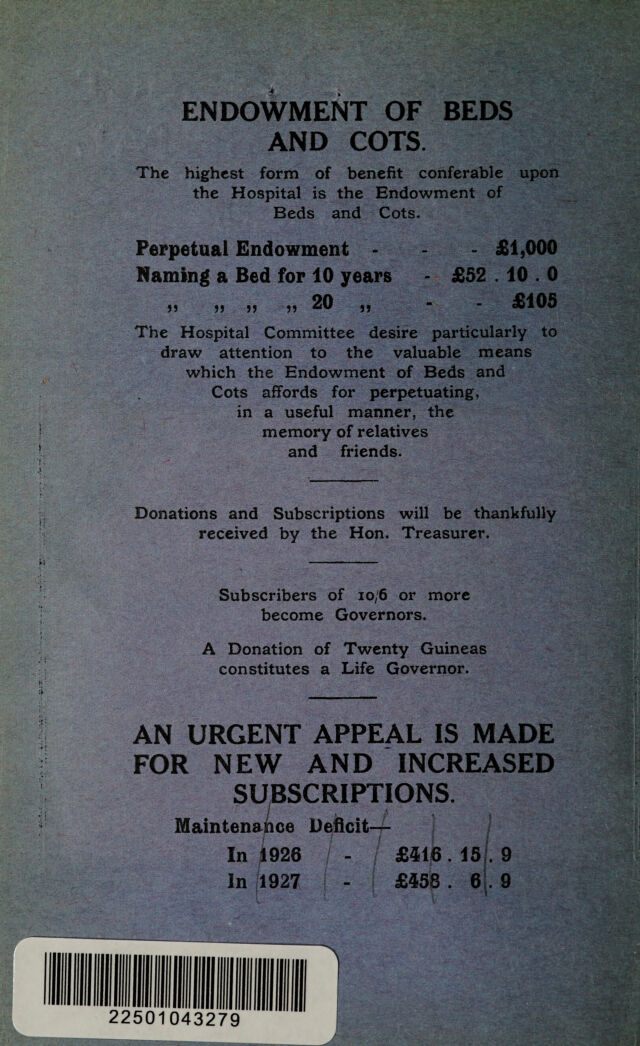 ENDOWMENT OF BEDS
AND COTS.
The highest form of benefit conferable upon
the Hospital is the Endowment of
Beds and Cots.
Perpetual Endowment - - - £1,000
Naming a Bed for 10 years - £52 . 10 . 0
„ „ „ „ 20 „ - - £105
The Hospital Committee desire particularly to
draw attention to the valuable means
which the Endowment of Beds and
Cots affords for perpetuating,
in a useful manner, the
memory of relatives
and friends.
Donations and Subscriptions will be thankfully
received by the Hon. Treasurer.
Subscribers of 10/6 or more
become Governors.
A Donation of Twenty Guineas
constitutes a Life Governor.
AN URGENT APPEAL IS MADE
FOR NEW AND INCREASED
SUBSCRIPTIONS.
Maintenance Deficit—
In 1926 - £416 . 15 . 9
In 1927 - £458 . 6 . 9
22501043279